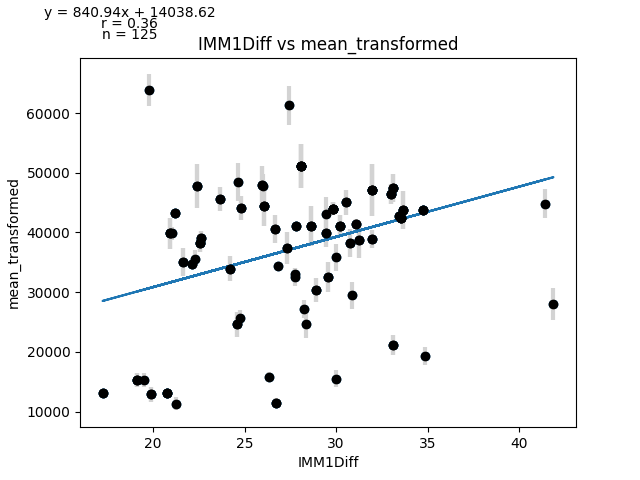 y = 840.94x + 14038.62
r = 0.36
n = 125
IMM1Diff vs mean_transformed
mean_transformed
60000
50000
40000
30000
20000
10000
20
25
30
35
40
IMM1Diff